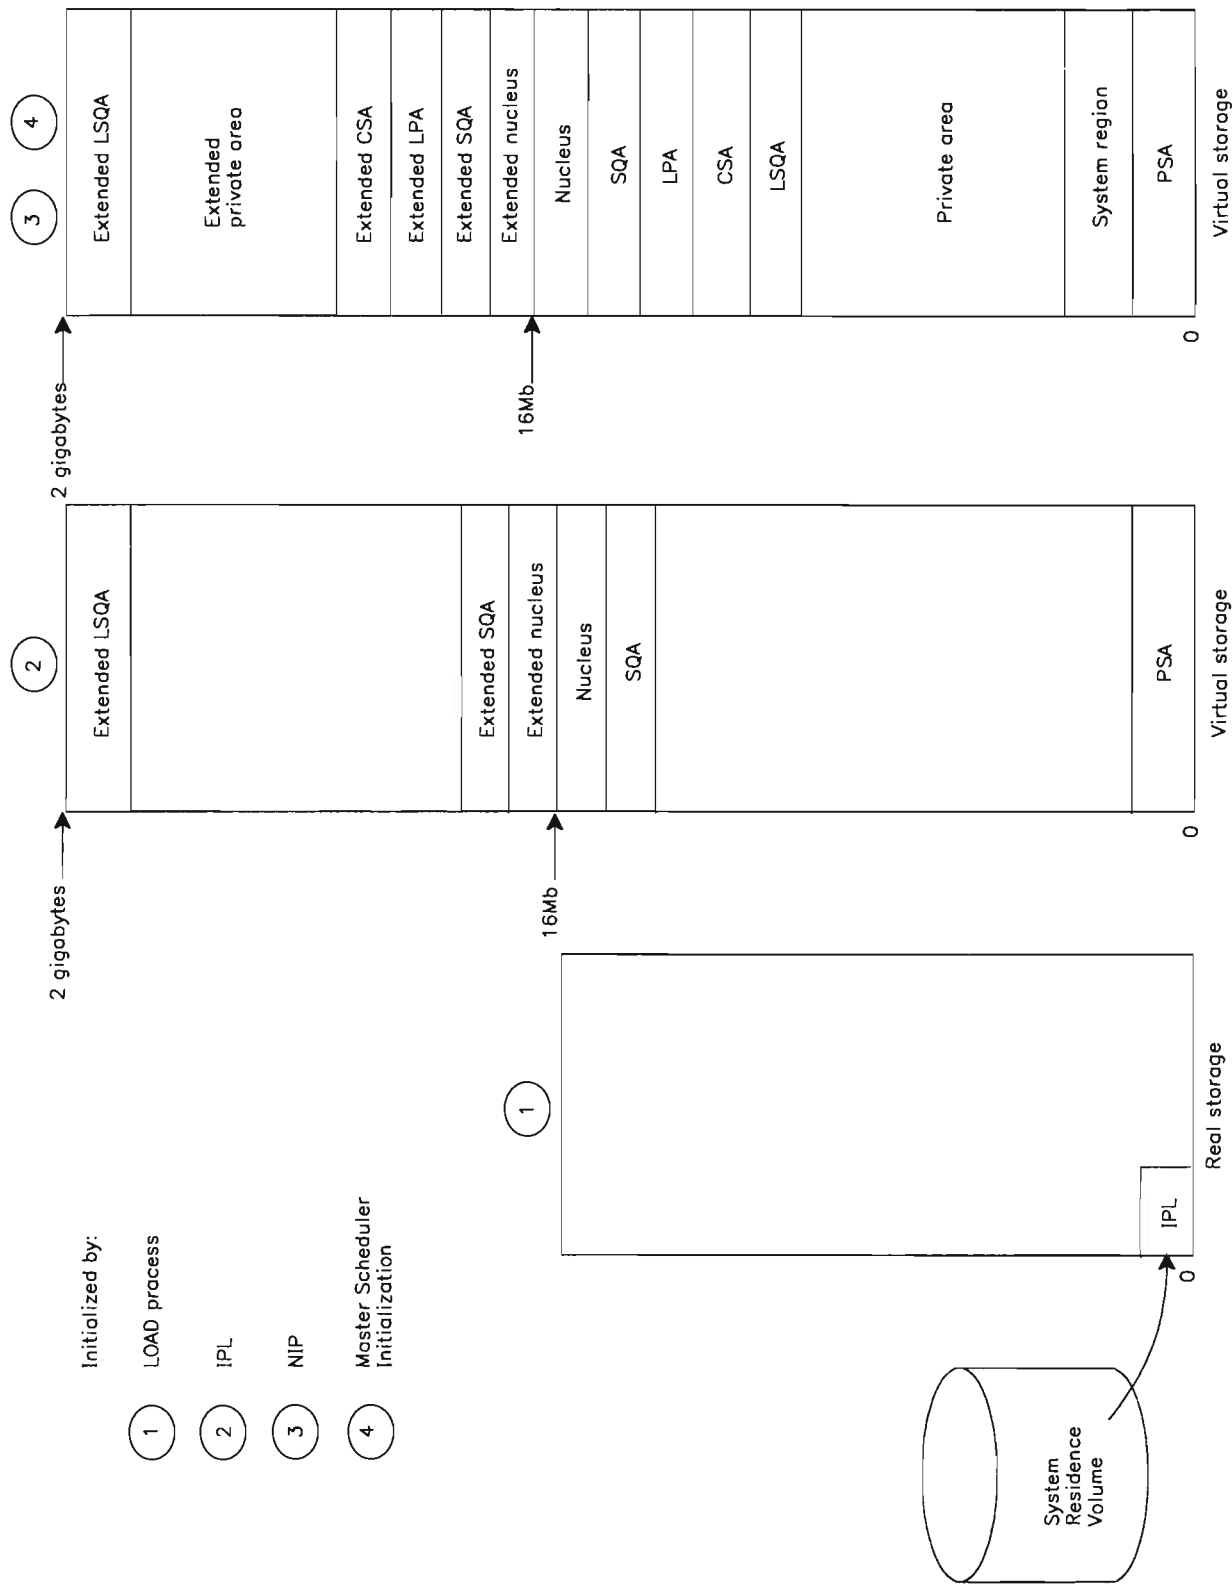 Initialized by:
1
LOAD process
2
IPL
3
NIP
4
Master Scheduler
Initialization
System
Residence
Volume
1
IPL
0
Real storage
2
2 gigabytes
16Mb
0
Extended LSQA
Extended SQA
Extended nucleus
Nucleus
SQA
PSA
Virtual storage
3
4
2 gigabytes
16Mb
0
Extended LSQA
Extended
private area
Extended CSA
Extended LPA
Extended SQA
Extended nucleus
Nucleus
SQA
LPA
CSA
LSQA
Private area
System region
PSA
Virtual storage